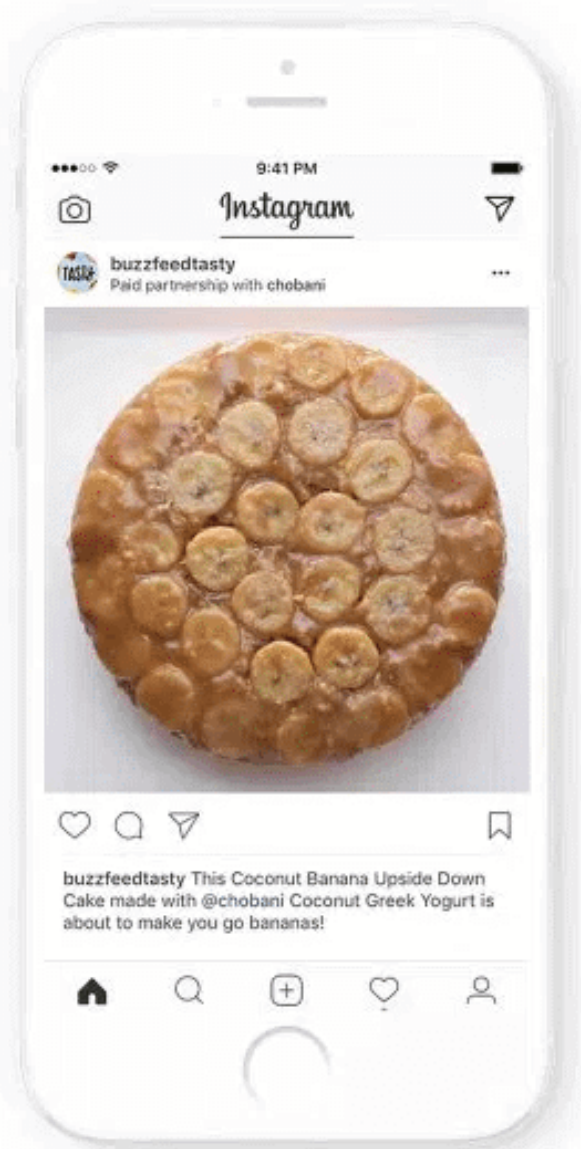 9:41 PM
Instagram
TASTY
buzzfeedtasty
Paid partnership with chobani
buzzfeedtasty This Coconut Banana Upside Down
Cake made with @chobani Coconut Greek Yogurt is
about to make you go bananas!